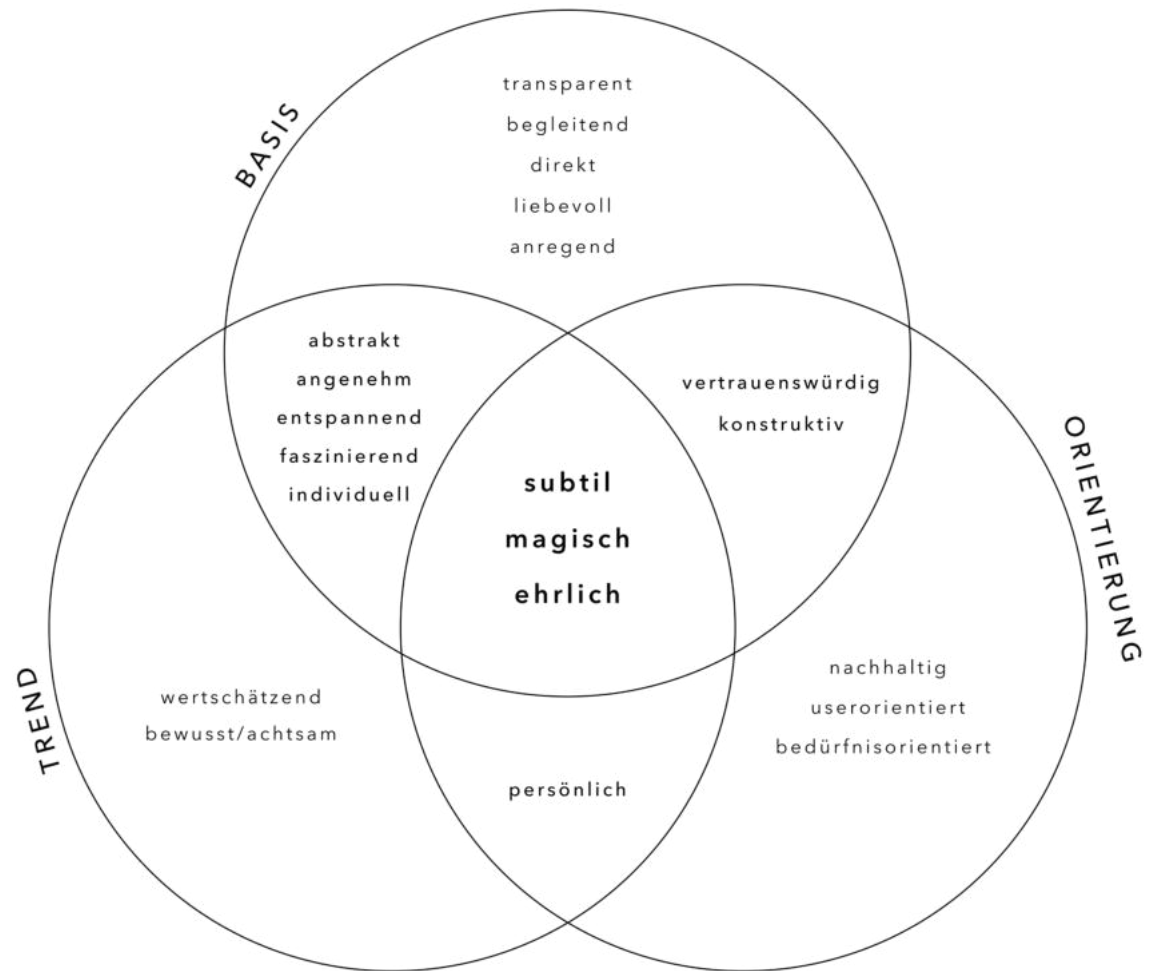 BASIS
transparent
begleitend
direkt
liebevoll
anregend
abstrakt
angenehm
entspannend
faszinierend
individuell
vertrauenswürdig
konstruktiv
ORIENTIERUNG
subtil
magisch
ehrlich
TREND
wertschätzend
bewusst/achtsam
nachhaltig
userorientiert
bedürfnisorientiert
persönlich